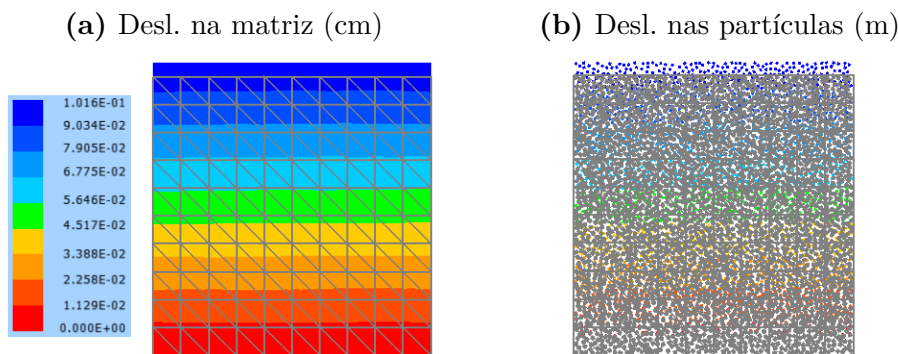 (a) Desl. na matriz (cm)
(b) Desl. nas partículas (m)
1.016E-01
9.034E-02
7.905E-02
6.775E-02
5.646E-02
4.517E-02
3.388E-02
2.258E-02
1.129E-02
0.000E+00